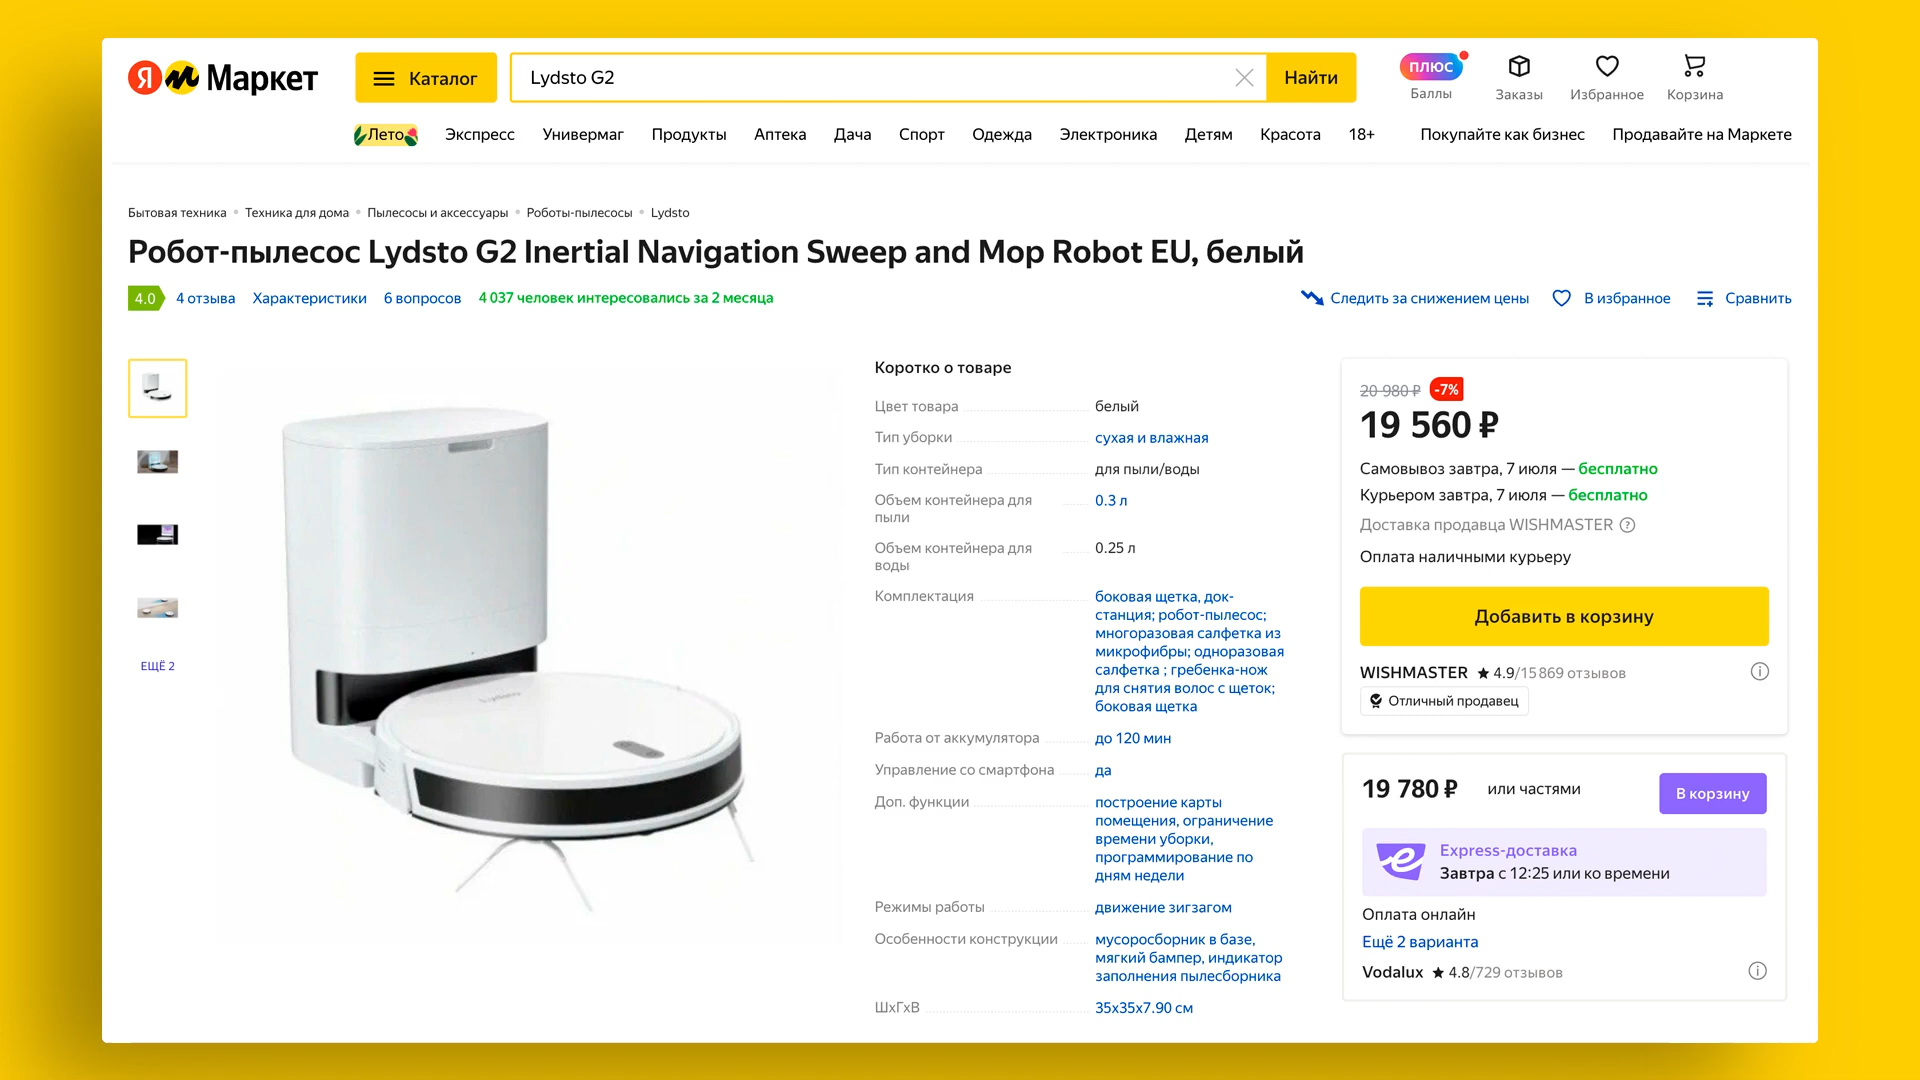 Я Маркет
Каталог
Lydsto G2
Найти
плюс
Баллы
Заказы
Избранное
Корзина
Лето
Экспресс
Универмаг
Продукты
Аптека
Дача
Спорт
Одежда
Электроника
Детям
Красота
18+
Покупайте как бизнес
Продавайте на Маркете
Бытовая техника • Техника для дома • Пылесосы и аксессуары • Роботы-пылесосы • Lydsto
Робот-пылесос Lydsto G2 Inertial Navigation Sweep and Mop Robot EU, белый
4.0
4 отзыва
Характеристики
6 вопросов
4 037 человек интересовались за 2 месяца
Следить за снижением цены
В избранное
Сравнить
ЕЩЁ 2
Lydsto
Коротко о товаре
Цвет товара
белый
Тип уборки
сухая и влажная
Тип контейнера
для пыли/воды
Объем контейнера для
пыли
0.3 л
Объем контейнера для
воды
0.25 л
Комплектация
боковая щетка, док-
станция; робот-пылесос;
многоразовая салфетка из
микрофибры; одноразовая
салфетка ; гребенка-нож
для снятия волос с щеток;
боковая щетка
Работа от аккумулятора
до 120 мин
Управление со смартфона
да
Доп. функции
построение карты
помещения, ограничение
времени уборки,
программирование по
дням недели
Режимы работы
движение зигзагом
Особенности конструкции
мусоросборник в базе,
мягкий бампер, индикатор
заполнения пылесборника
ШхГхВ
35x35x7.90 см
20 980 ₽
-7%
19 560 ₽
Самовывоз завтра, 7 июля — бесплатно
Курьером завтра, 7 июля — бесплатно
Доставка продавца WISHMASTER ?
Оплата наличными курьеру
Добавить в корзину
WISHMASTER ★ 4.9/15 869 отзывов
Отличный продавец
19 780 ₽
или частями
В корзину
Express-доставка
Завтра с 12:25 или ко времени
Оплата онлайн
Ещё 2 варианта
Vodalux ★ 4.8/729 отзывов